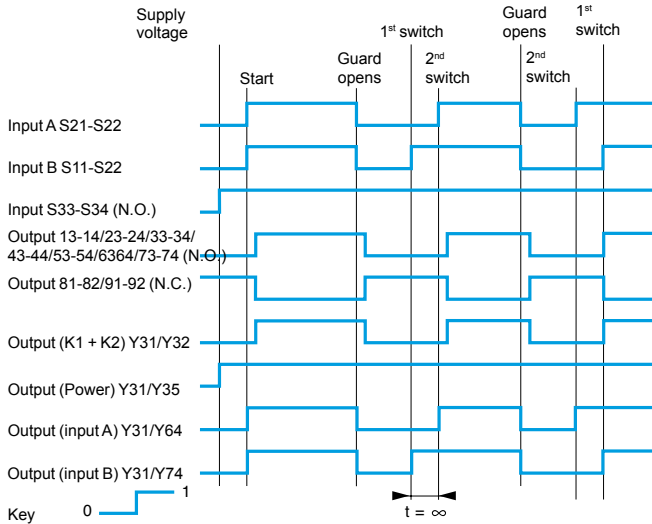 Supply
voltage
Guard
opens
1st
switch
1st switch
Guard
opens
2nd
switch
2nd
switch
Start
Input A S21-S22
Input B S11-S22
Input S33-S34 (N.O.)
Output 13-14/23-24/33-34/
43-44/53-54/6364/73-74 (N.O.)
Output 81-82/91-92 (N.C.)
Output (K1 + K2) Y31/Y32
Output (Power) Y31/Y35
Output (input A) Y31/Y64
Output (input B) Y31/Y74
Key 0 1
t = ∞